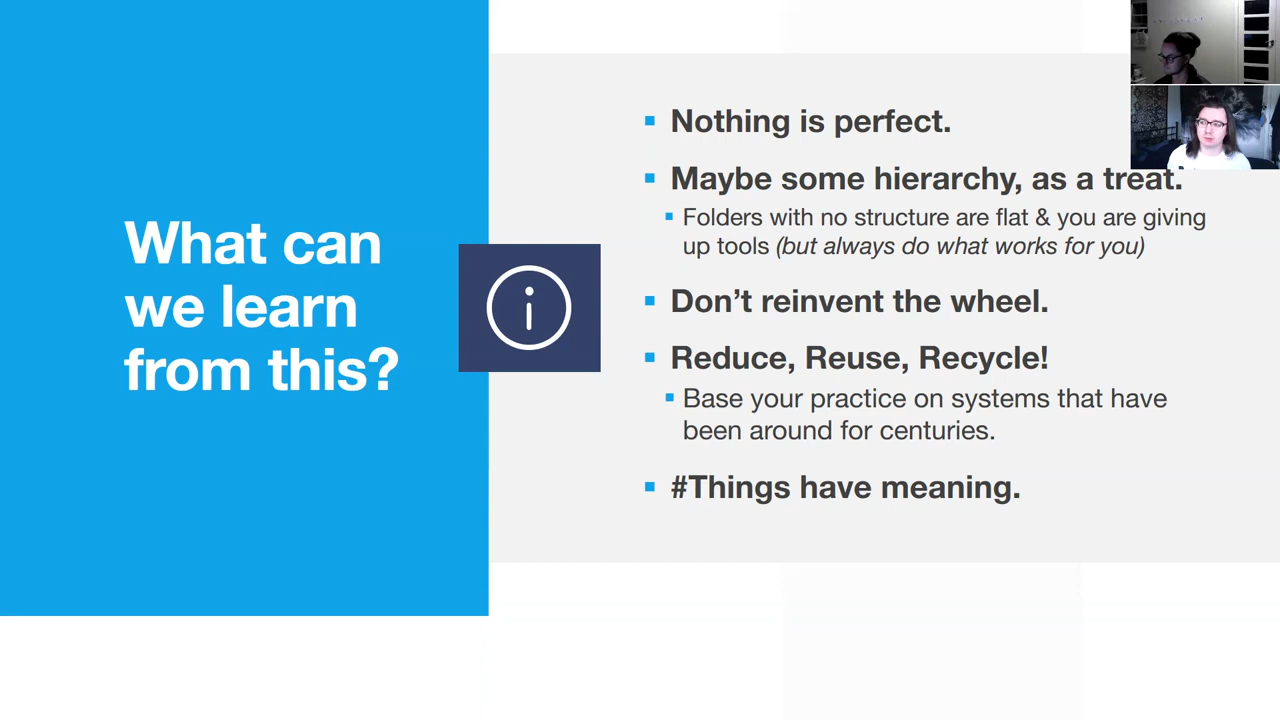 What can
we learn
from this?
Nothing is perfect.
Maybe some hierarchy, as a treat.
Folders with no structure are flat & you are giving
up tools (but always do what works for you)
Don’t reinvent the wheel.
Reduce, Reuse, Recycle!
Base your practice on systems that have
been around for centuries.
#Things have meaning.